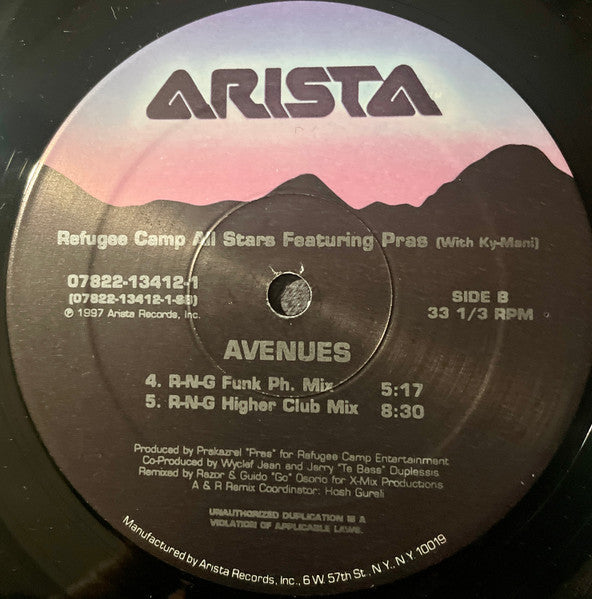 ARISTA
Refugee Camp All Stars Featuring Pras (With Ky-Mani)
07822-13412-1
(07822-13412-1-SB)
℗ 1997 Arista Records, Inc.
SIDE B
33 1/3 RPM
AVENUES
4. R-N-G Funk Ph. Mix 5:17
5. R-N-G Higher Club Mix 8:30
Produced by Prakazrel "Pras" for Refugee Camp Entertainment
Co-Produced by Wyclef Jean and Jerry "Te Bass" Duplessis
Remixed by Razor & Guido "Go" Osorio for X-Mix Productions
A & R Remix Coordinator: Hosh Gureli
UNAUTHORIZED DUPLICATION IS A
VIOLATION OF APPLICABLE LAWS.
Manufactured by Arista Records, Inc., 6 W. 57th St., N.Y., N.Y. 10019